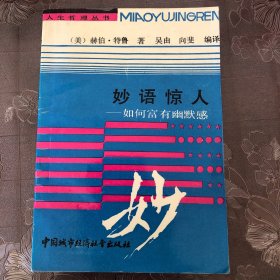 人生哲理丛书
MIAOYUJINGREN
（美）赫伯·特鲁 著 吴由 向斐 编译
妙语惊人
——如何富有幽默感
妙
中国城市经济社会出版社